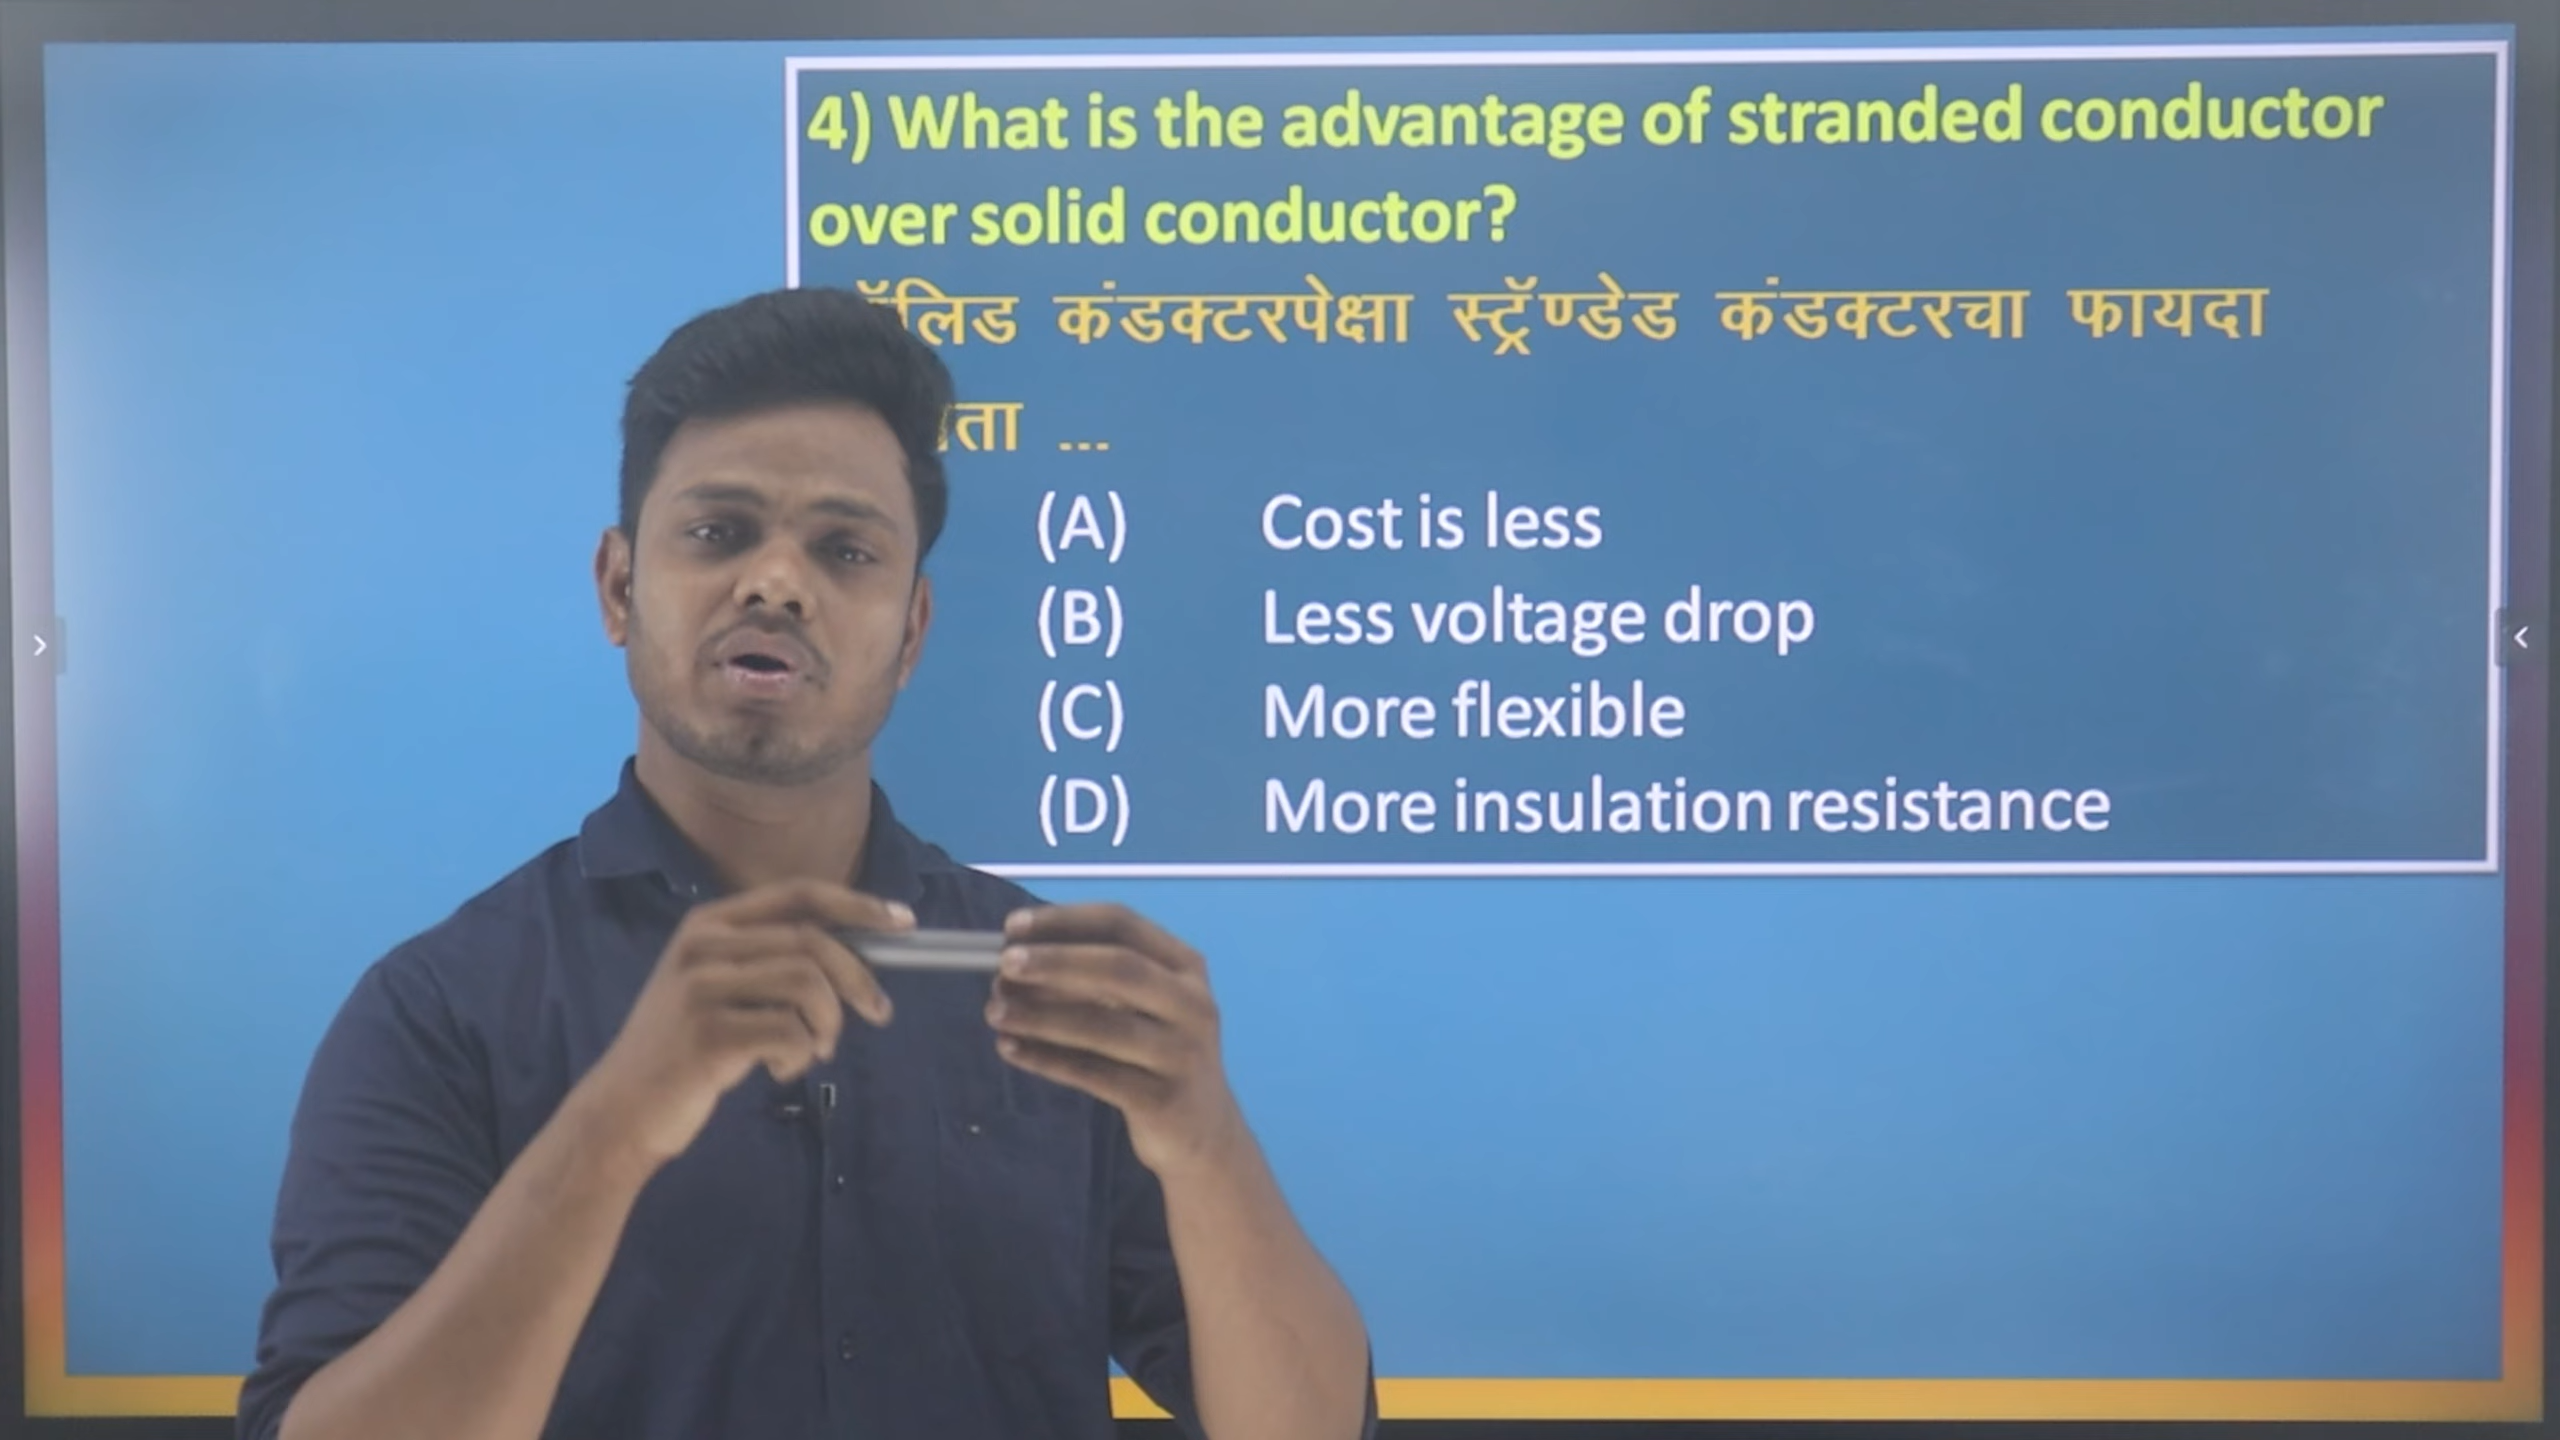 4) What is the advantage of stranded conductor
over solid conductor?
कंडक्टरपेक्षा स्ट्रॅण्डेड कंडक्टरचा फायदा
...
(A) Cost is less
(B) Less voltage drop
(C) More flexible
(D) More insulation resistance